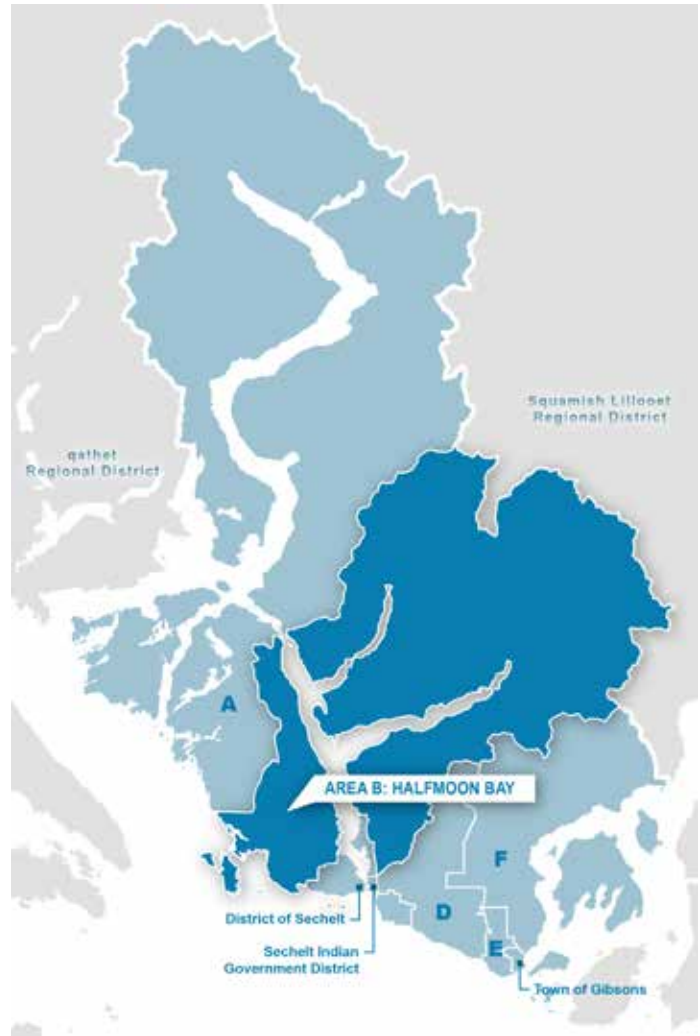 Squamish Lillooet
Regional District
qathet
Regional District
A
AREA B: HALFMOON BAY
F
D
District of Sechelt
E
Sechelt Indian
Government District
Town of Gibsons